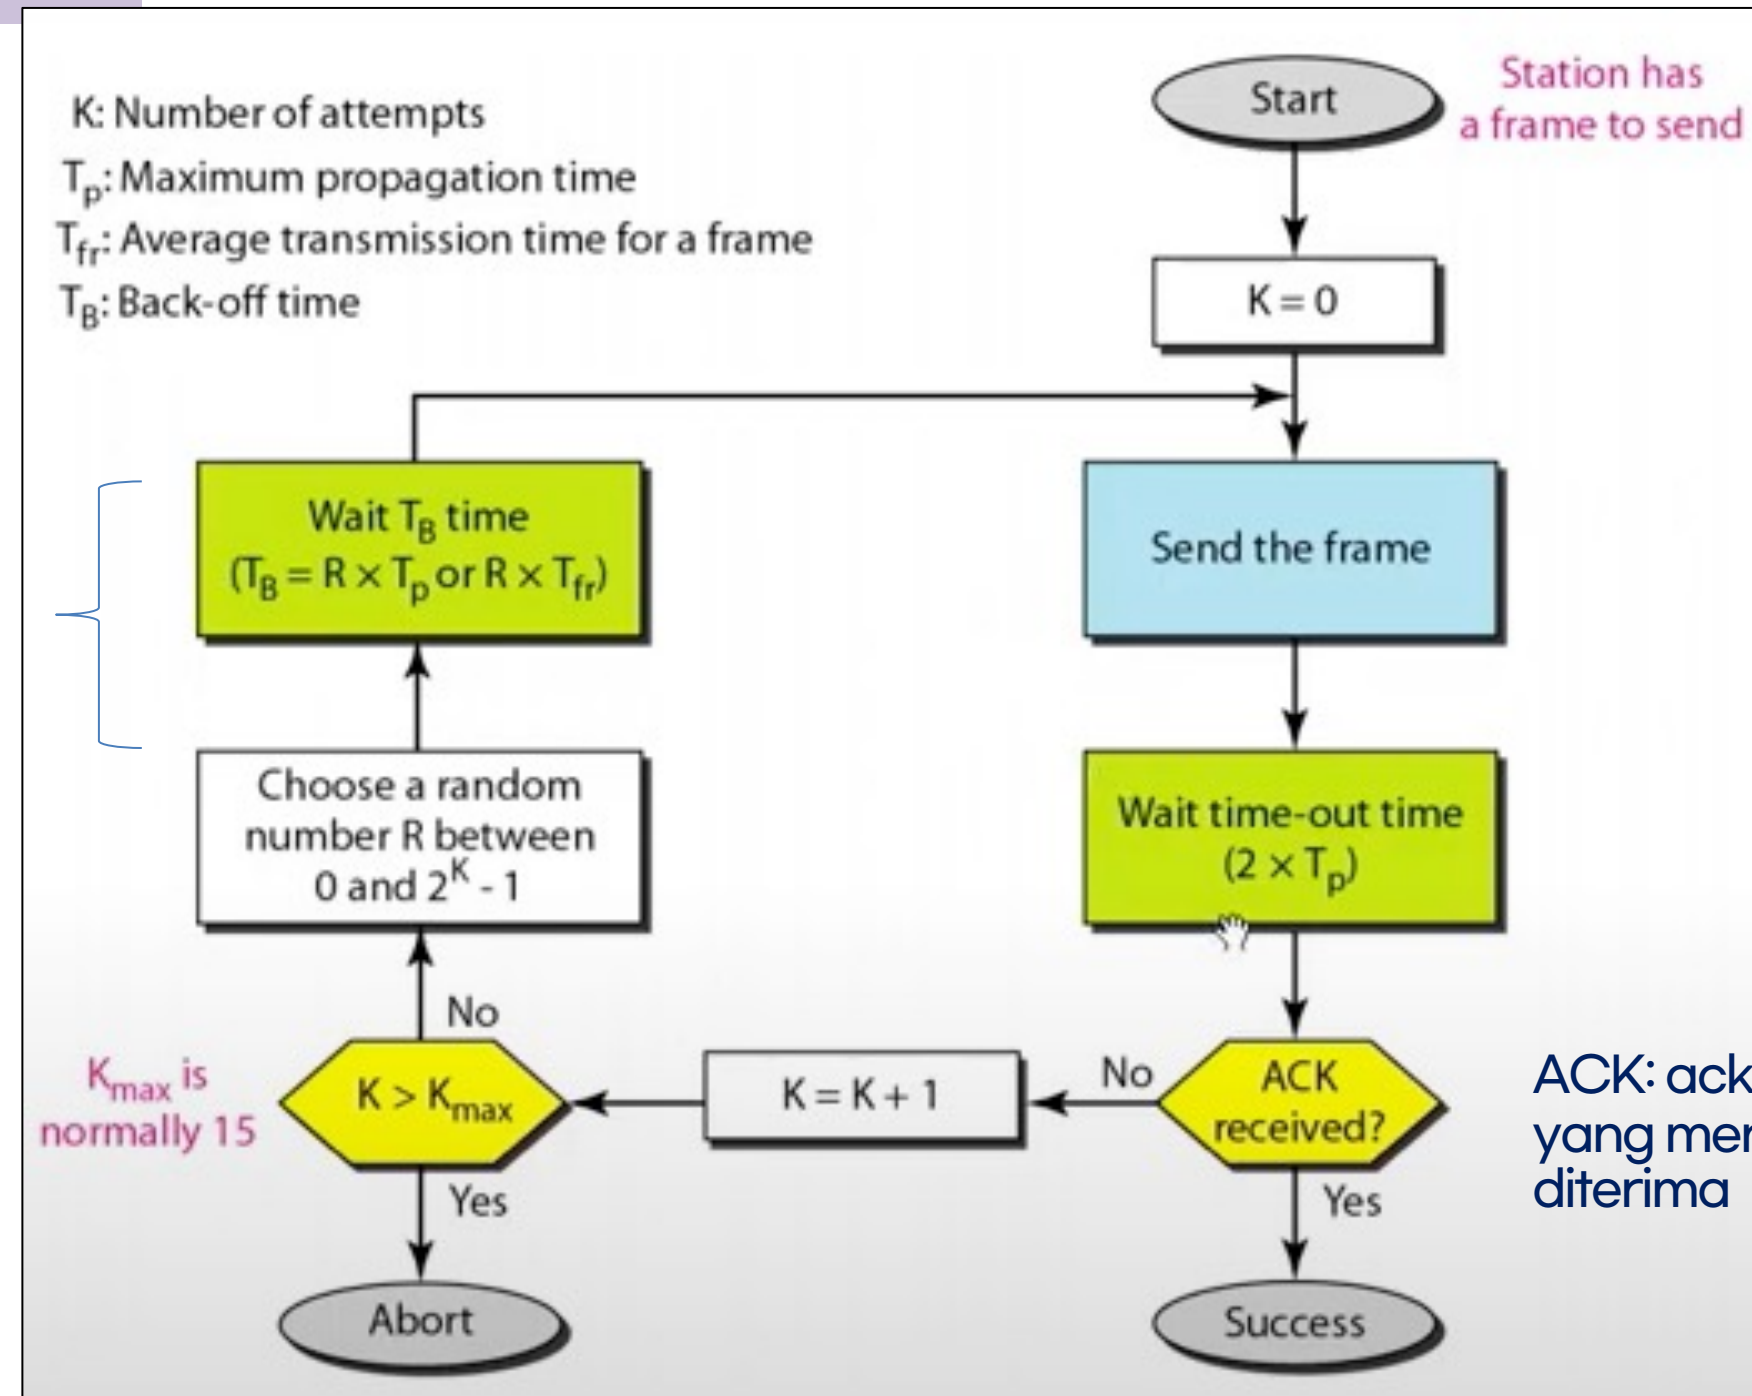 K: Number of attempts
Tp: Maximum propagation time
Tfr: Average transmission time for a frame
TB: Back-off time
Start
Station has
a frame to send
K = 0
Wait TB time
(TB = R × Tp or R × Tfr)
Send the frame
Choose a random
number R between
0 and 2^K - 1
Wait time-out time
(2 × Tp)
No
Kmax is
normally 15
K > Kmax
K = K + 1
No
ACK
received?
ACK: ack
yang mer
diterima
Yes
Yes
Abort
Success